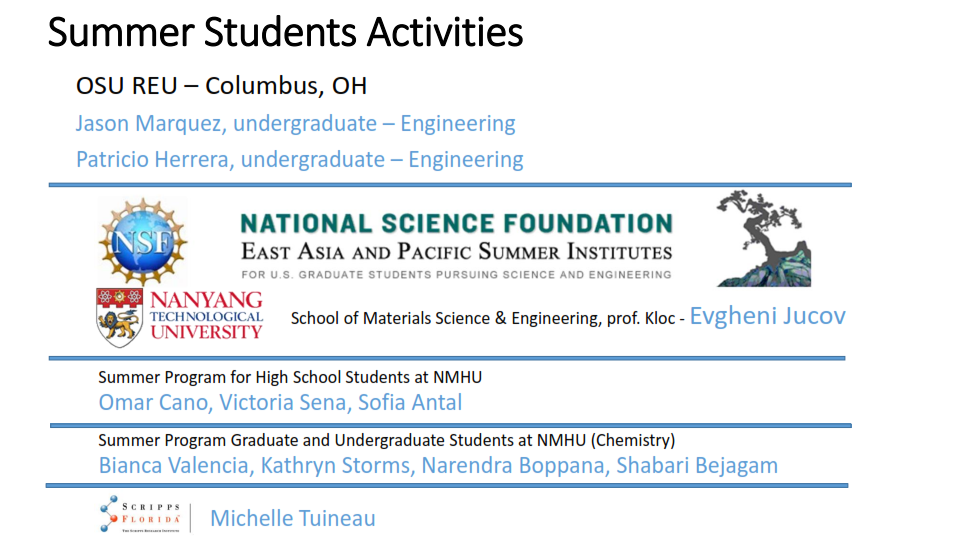 Summer Students Activities
OSU REU – Columbus, OH
Jason Marquez, undergraduate – Engineering
Patricio Herrera, undergraduate – Engineering
NSF
NATIONAL SCIENCE FOUNDATION
EAST ASIA AND PACIFIC SUMMER INSTITUTES
FOR U.S. GRADUATE STUDENTS PURSUING SCIENCE AND ENGINEERING
NANYANG
TECHNOLOGICAL
UNIVERSITY
School of Materials Science & Engineering, prof. Kloc - Evgheni Jucov
Summer Program for High School Students at NMHU
Omar Cano, Victoria Sena, Sofia Antal
Summer Program Graduate and Undergraduate Students at NMHU (Chemistry)
Bianca Valencia, Kathryn Storms, Narendra Boppana, Shabari Bejagam
SCRIPPS
FLORIDA
THE SCRIPPS RESEARCH INSTITUTE
Michelle Tuineau